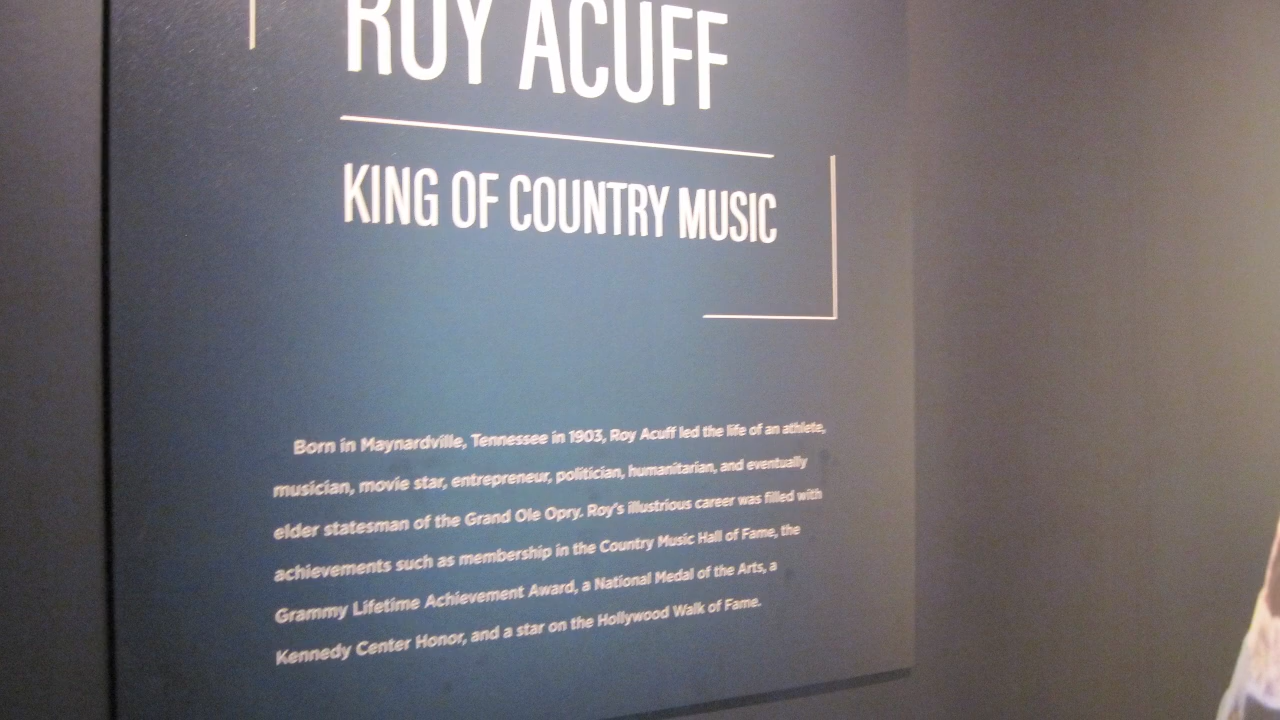 ROY ACUFF
KING OF COUNTRY MUSIC
Born in Maynardville, Tennessee in 1903, Roy Acuff led the life of an athlete,
musician, movie star, entrepreneur, politician, humanitarian, and eventually
elder statesman of the Grand Ole Opry. Roy's illustrious career was filled with
achievements such as membership in the Country Music Hall of Fame, the
Grammy Lifetime Achievement Award, a National Medal of the Arts, a
Kennedy Center Honor, and a star on the Hollywood Walk of Fame.